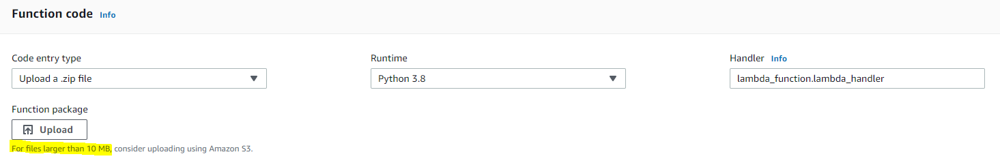 Function code Info
Code entry type Runtime Handler Info
Upload a .zip file Python 3.8 lambda_function.lambda_handler
Function package
Upload
For files larger than 10 MB, consider uploading using Amazon S3.